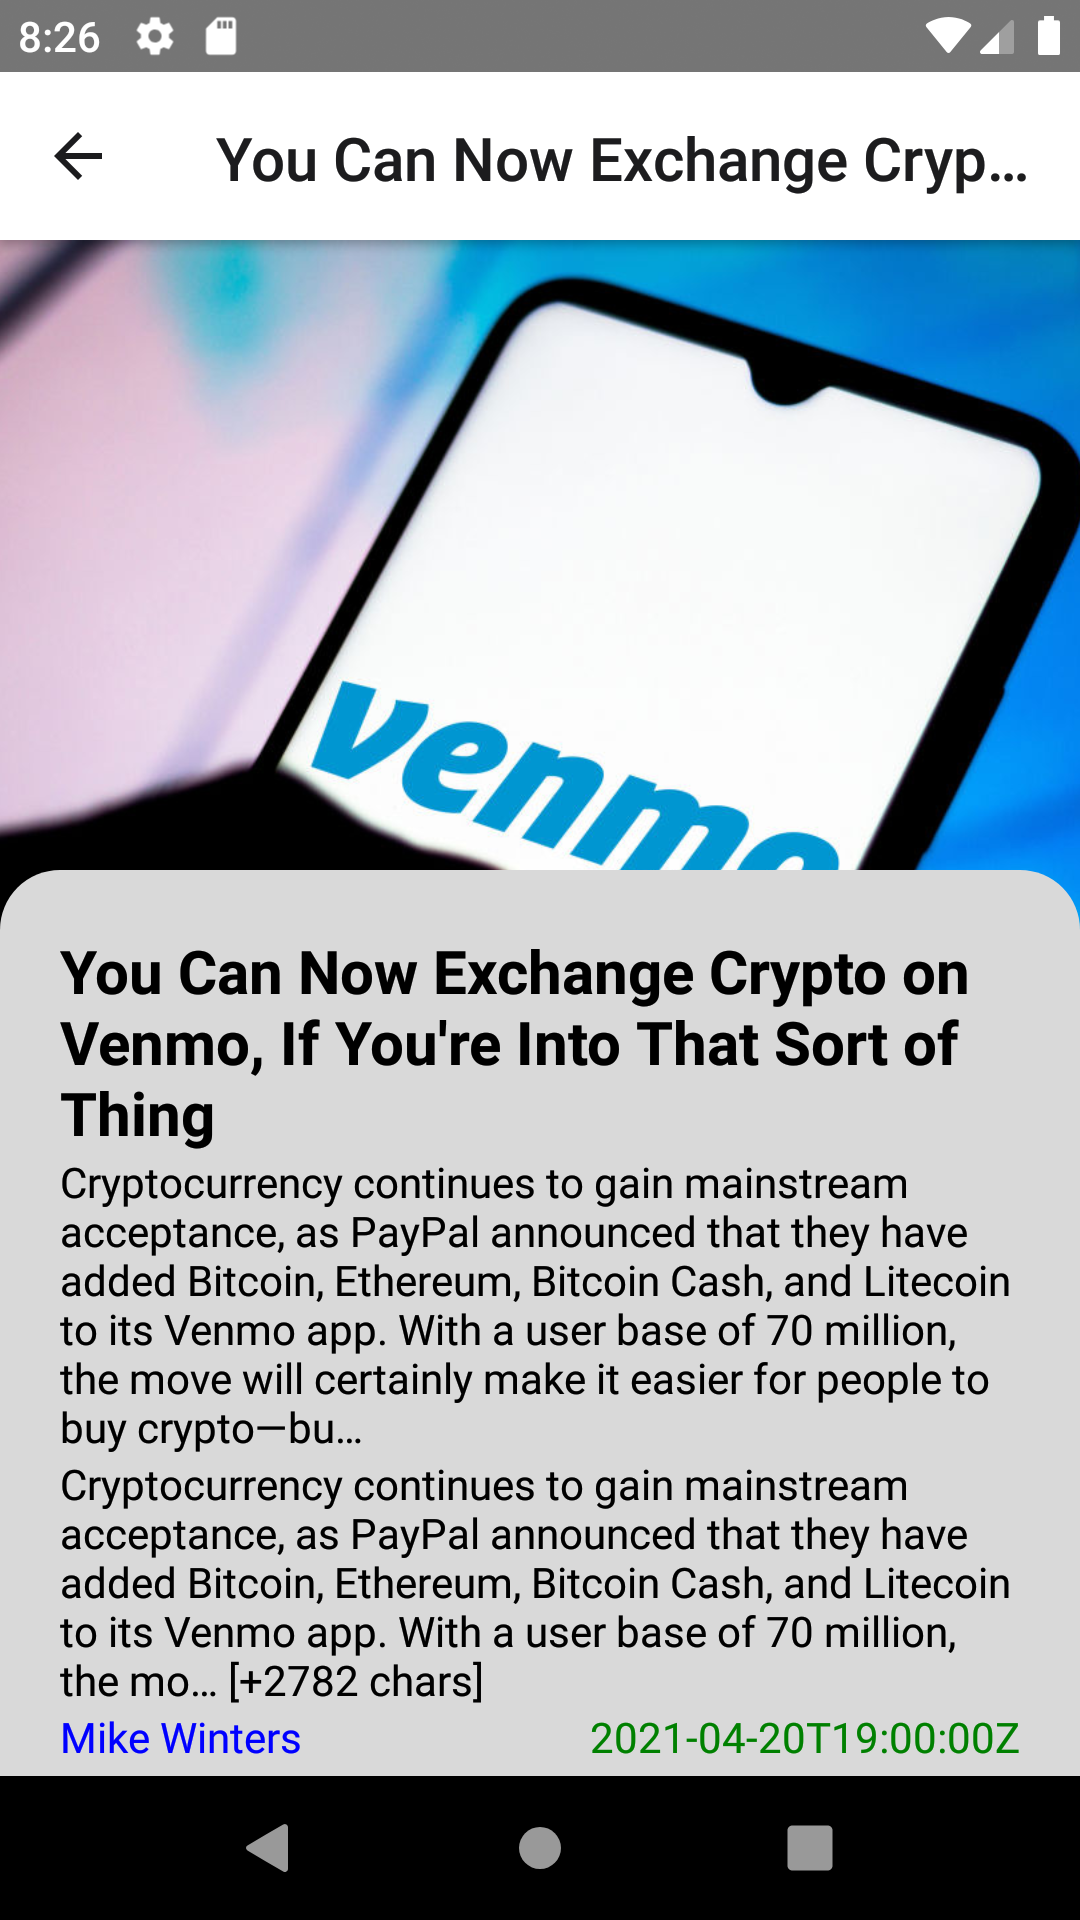 8:26
You Can Now Exchange Cryp...
venmo
You Can Now Exchange Crypto on
Venmo, If You're Into That Sort of
Thing
Cryptocurrency continues to gain mainstream
acceptance, as PayPal announced that they have
added Bitcoin, Ethereum, Bitcoin Cash, and Litecoin
to its Venmo app. With a user base of 70 million,
the move will certainly make it easier for people to
buy crypto—bu…
Cryptocurrency continues to gain mainstream
acceptance, as PayPal announced that they have
added Bitcoin, Ethereum, Bitcoin Cash, and Litecoin
to its Venmo app. With a user base of 70 million,
the mo… [+2782 chars]
Mike Winters 2021-04-20T19:00:00Z